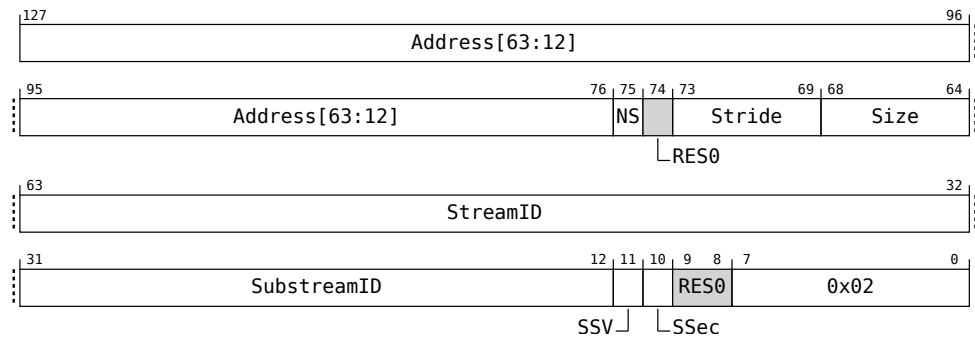 127 96
Address[63:12]
95 76 75 74 73 69 68 64
Address[63:12] NS Stride Size
RES0
63 32
StreamID
31 12 11 10 9 8 7 0
SubstreamID RES0 0x02
SSV SSec